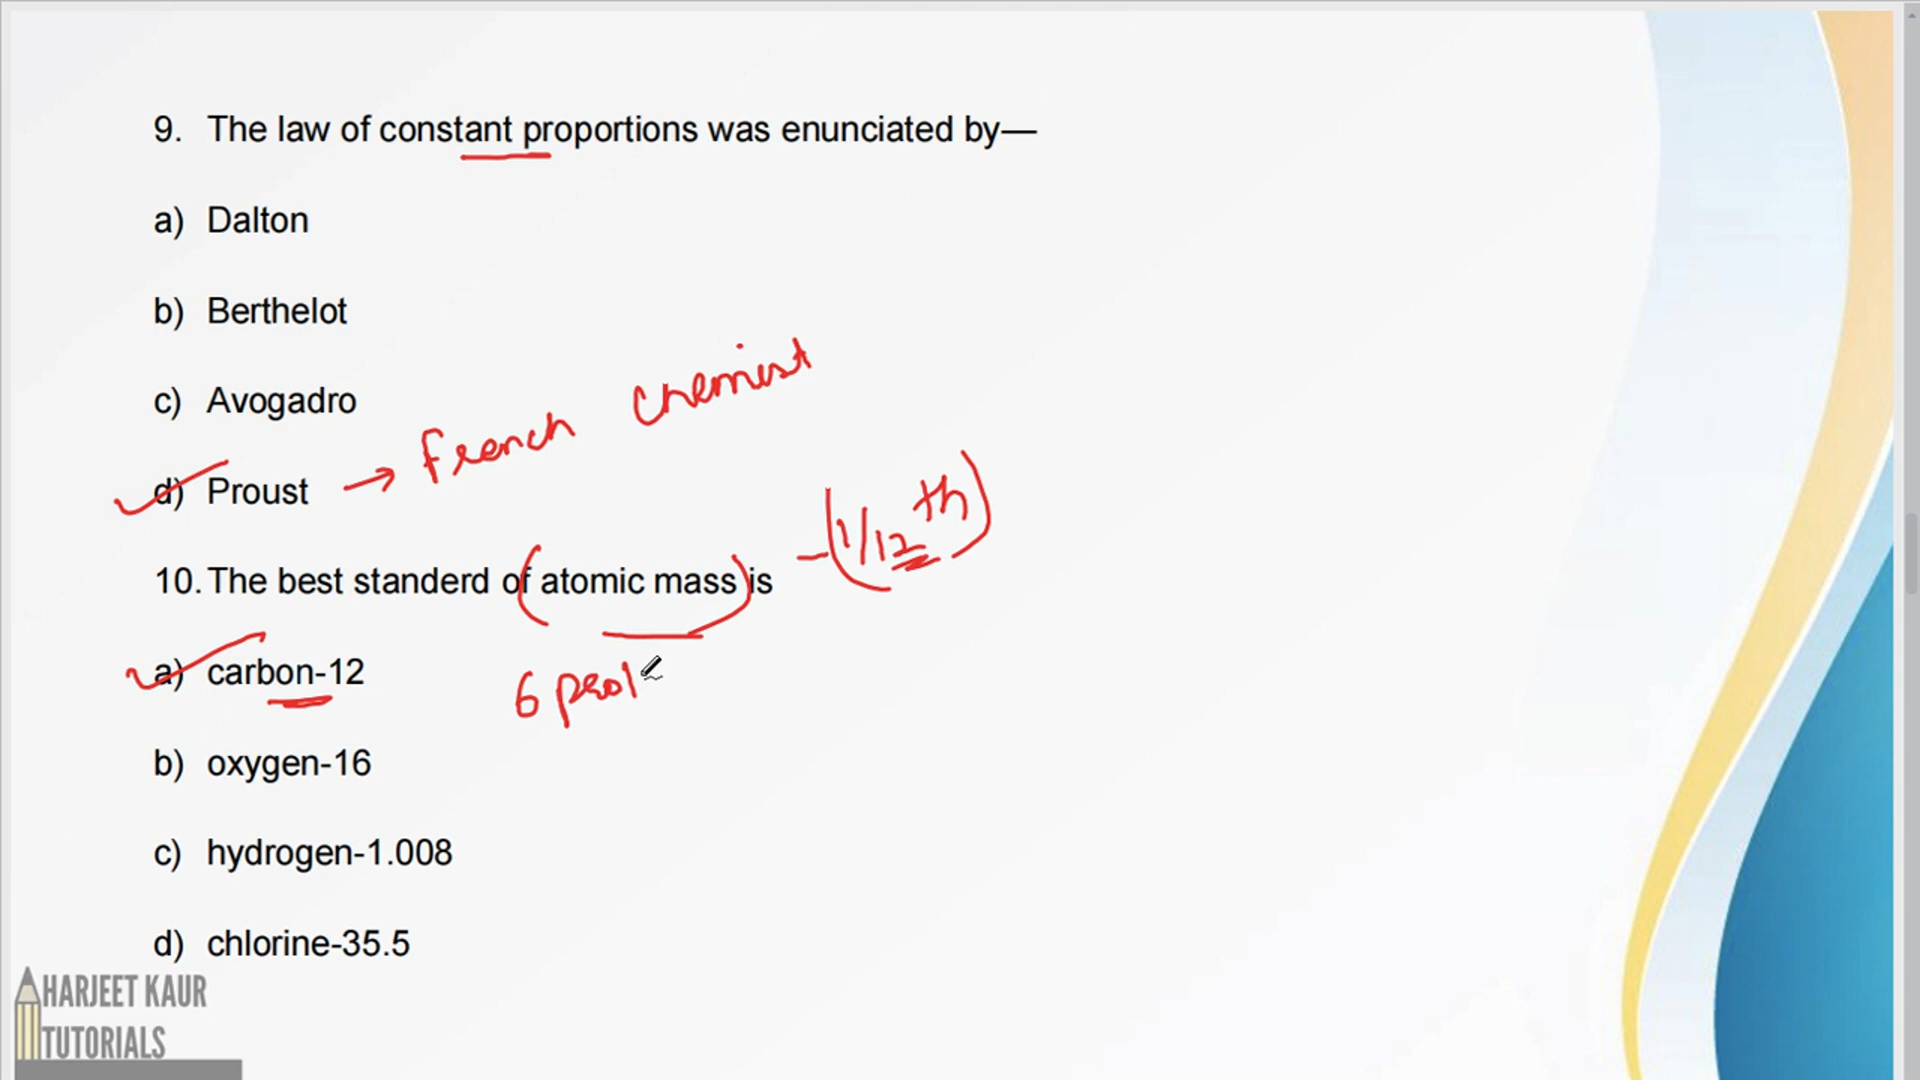 9. The law of constant proportions was enunciated by—
a) Dalton
b) Berthelot
c) Avogadro
d) Proust → French Chemist
10. The best standerd of (atomic mass) is – (1/12th)
a) carbon-12
6 prot
b) oxygen-16
c) hydrogen-1.008
d) chlorine-35.5
HARJEET KAUR
TUTORIALS